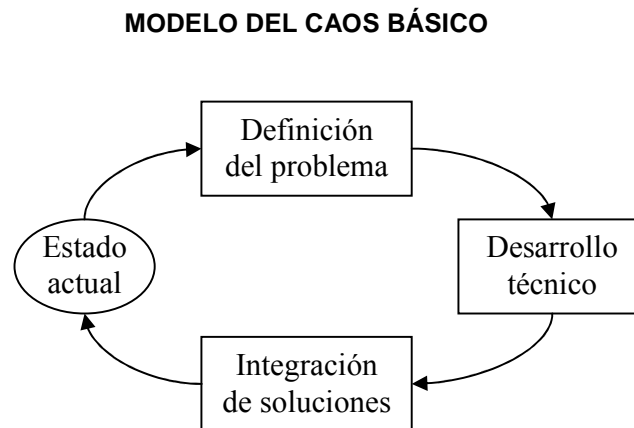 MODELO DEL CAOS BÁSICO
Definición
del problema
Estado
actual
Desarrollo
técnico
Integración
de soluciones